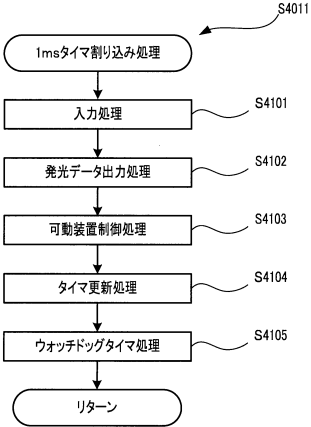 S4011
1msタイマ割り込み処理
入力処理
S4101
発光データ出力処理
S4102
可動装置制御処理
S4103
タイマ更新処理
S4104
ウォッチドッグタイマ処理
S4105
リターン